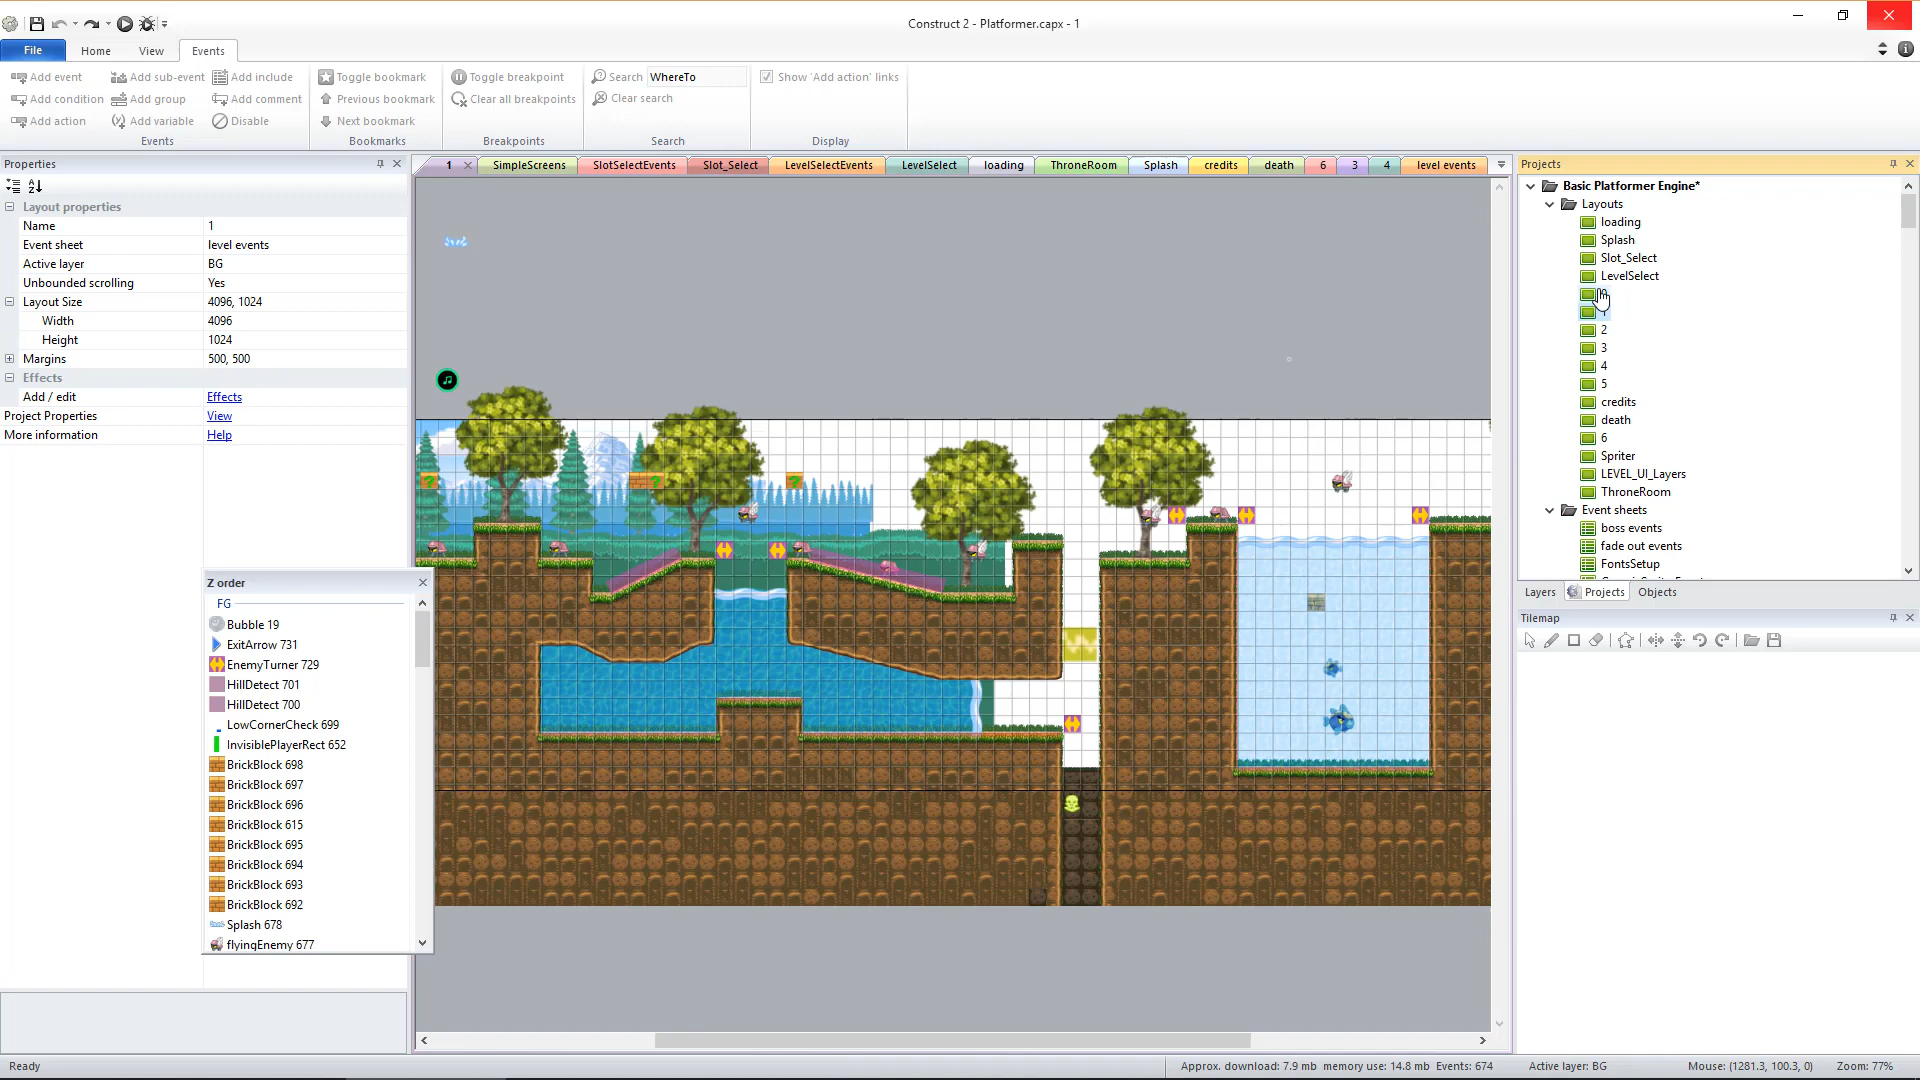 Construct 2 - Platformer.capx - 1
File Home View Events
Add event Add sub-event Add include
Add condition Add group Add comment
Add action Add variable Disable
Events
Toggle bookmark
Previous bookmark
Next bookmark
Bookmarks
Toggle breakpoint
Clear all breakpoints
Breakpoints
Search WhereTo
Clear search
Search
Show 'Add action' links
Display
Properties
Layout properties
Name 1
Event sheet level events
Active layer BG
Unbounded scrolling Yes
Layout Size 4096, 1024
Width 4096
Height 1024
Margins 500, 500
Effects
Add / edit Effects
Project Properties View
More information Help
Z order
FG
Bubble 19
ExitArrow 731
EnemyTurner 729
HillDetect 701
HillDetect 700
LowCornerCheck 699
InvisiblePlayerRect 652
BrickBlock 698
BrickBlock 697
BrickBlock 696
BrickBlock 615
BrickBlock 695
BrickBlock 694
BrickBlock 693
BrickBlock 692
Splash 678
flyingEnemy 677
1 SimpleScreens SlotSelectEvents Slot_Select LevelSelectEvents LevelSelect loading ThroneRoom Splash credits death 6 3 4 level events
Projects
Basic Platformer Engine*
Layouts
loading
Splash
Slot_Select
LevelSelect
2
3
4
5
credits
death
6
Spriter
LEVEL_UI_Layers
ThroneRoom
Event sheets
boss events
fade out events
FontsSetup
Layers Projects Objects
Tilemap
Ready
Approx. download: 7.9 mb memory use: 14.8 mb Events: 674 Active layer: BG Mouse: (1281.3, 100.3, 0) Zoom: 77%